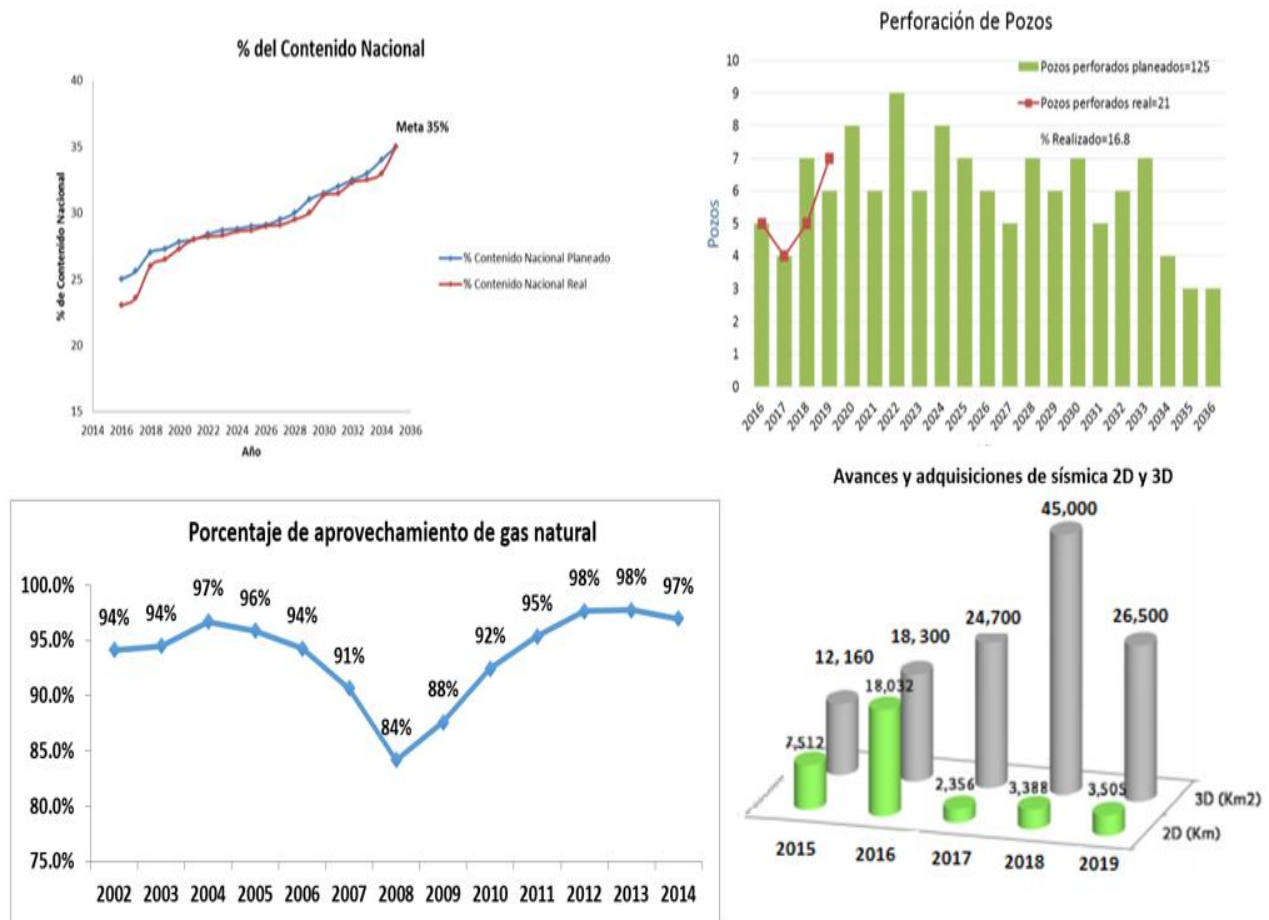 % del Contenido Nacional
40
35
30
25
20
15
% de Contenido Nacional
Meta 35%
% Contenido Nacional Planeado
% Contenido Nacional Real
2014 2016 2018 2020 2022 2024 2026 2028 2030 2032 2034 2036
Año
Perforación de Pozos
10
9
8
7
6
5
4
3
2
1
0
Pozos
Pozos perforados planeados=125
Pozos perforados real=21
% Realizado=16.8
2016 2017 2018 2019 2020 2021 2022 2023 2024 2025 2026 2027 2028 2029 2030 2031 2032 2033 2034 2035 2036
Porcentaje de aprovechamiento de gas natural
100.0%
95.0%
90.0%
85.0%
80.0%
75.0%
94% 94% 97% 96% 94% 91% 84% 88% 92% 95% 98% 98% 97%
2002 2003 2004 2005 2006 2007 2008 2009 2010 2011 2012 2013 2014
Avances y adquisiciones de sísmica 2D y 3D
12, 160 18, 300 24,700 45,000 26,500
7,512 18,032 2,356 3,388 3,505
3D (Km2)
2D (Km)
2015 2016 2017 2018 2019